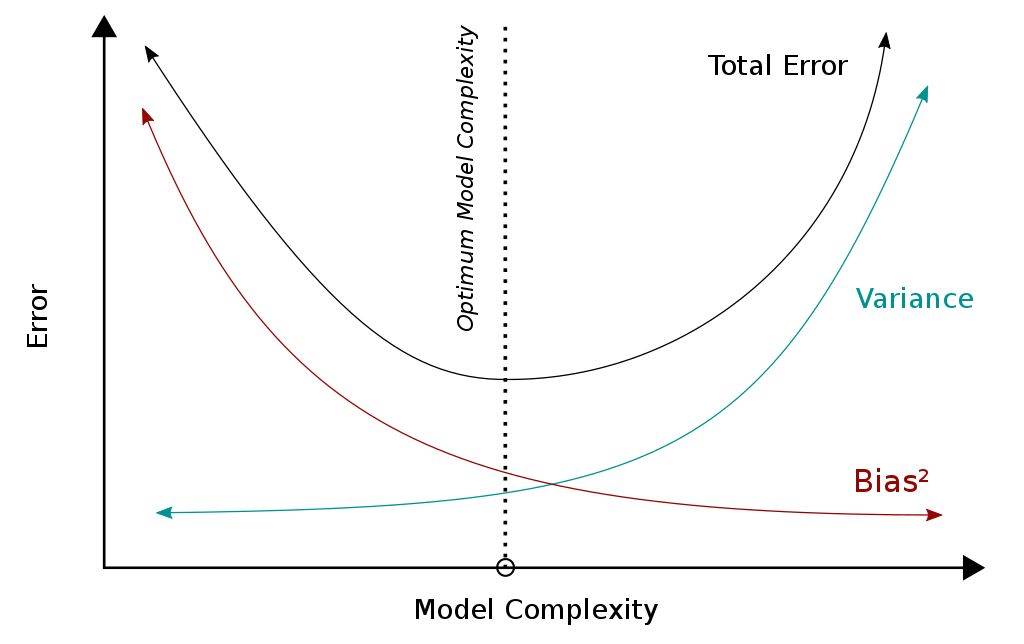 Optimum Model Complexity
Total Error
Variance
Error
Bias²
Model Complexity